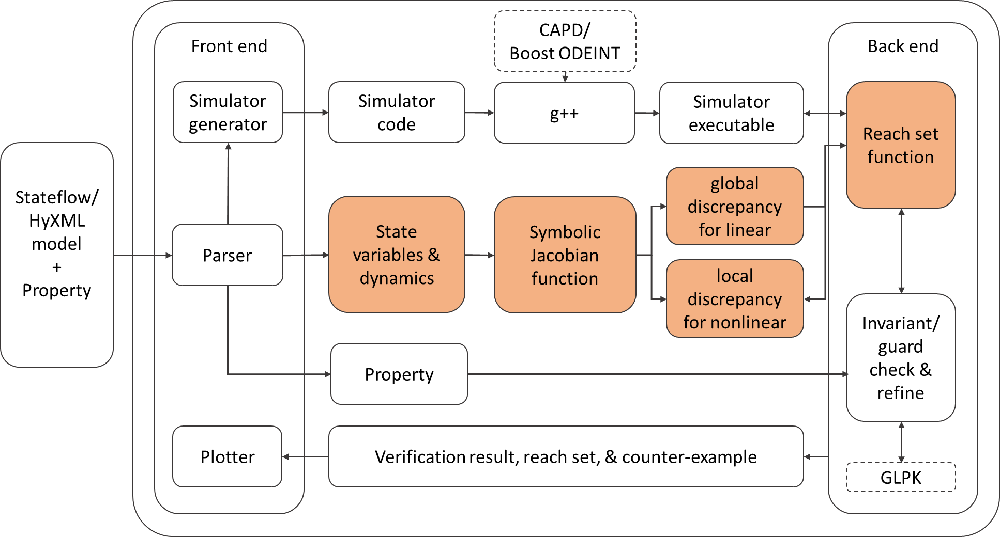 Stateflow/
HyXML
model
+
Property
Front end
Simulator
generator
Parser
Plotter
Simulator
code
CAPD/
Boost ODEINT
g++
Simulator
executable
State
variables &
dynamics
Symbolic
Jacobian
function
global
discrepancy
for linear
local
discrepancy
for nonlinear
Property
Verification result, reach set, & counter-example
Back end
Reach set
function
Invariant/
guard
check &
refine
GLPK